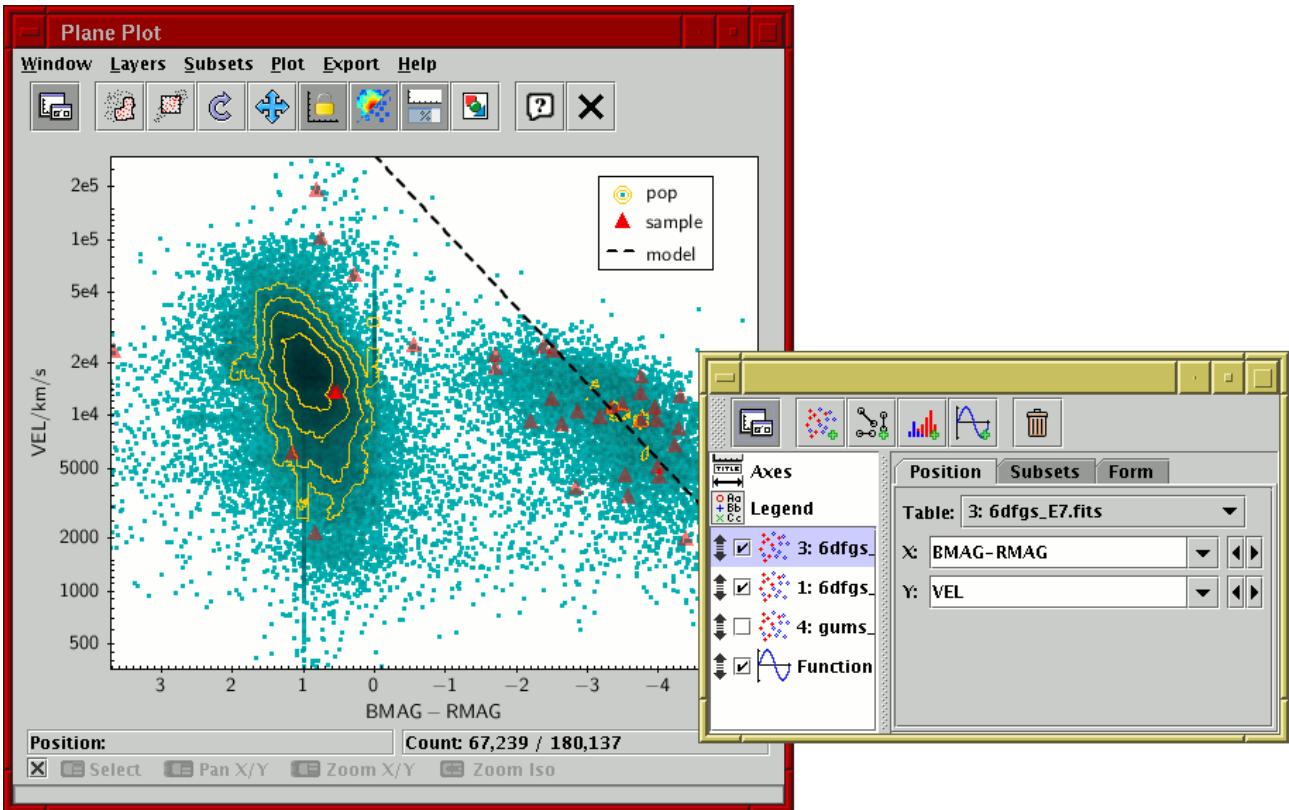 Plane Plot
Window Layers Subsets Plot Export Help
2e5
1e5
5e4
2e4
1e4
5000
2000
1000
500
VEL/km/s
pop
sample
model
3 2 1 0 −1 −2 −3 −4
BMAG − RMAG
Position:
Count: 67,239 / 180,137
Select Pan X/Y Zoom X/Y Zoom Iso
TITLE Axes
Aa Bb Cc Legend
3: 6dfgs_
1: 6dfgs_
4: gums_
Function
Position Subsets Form
Table: 3: 6dfgs_E7.fits
X: BMAG-RMAG
Y: VEL